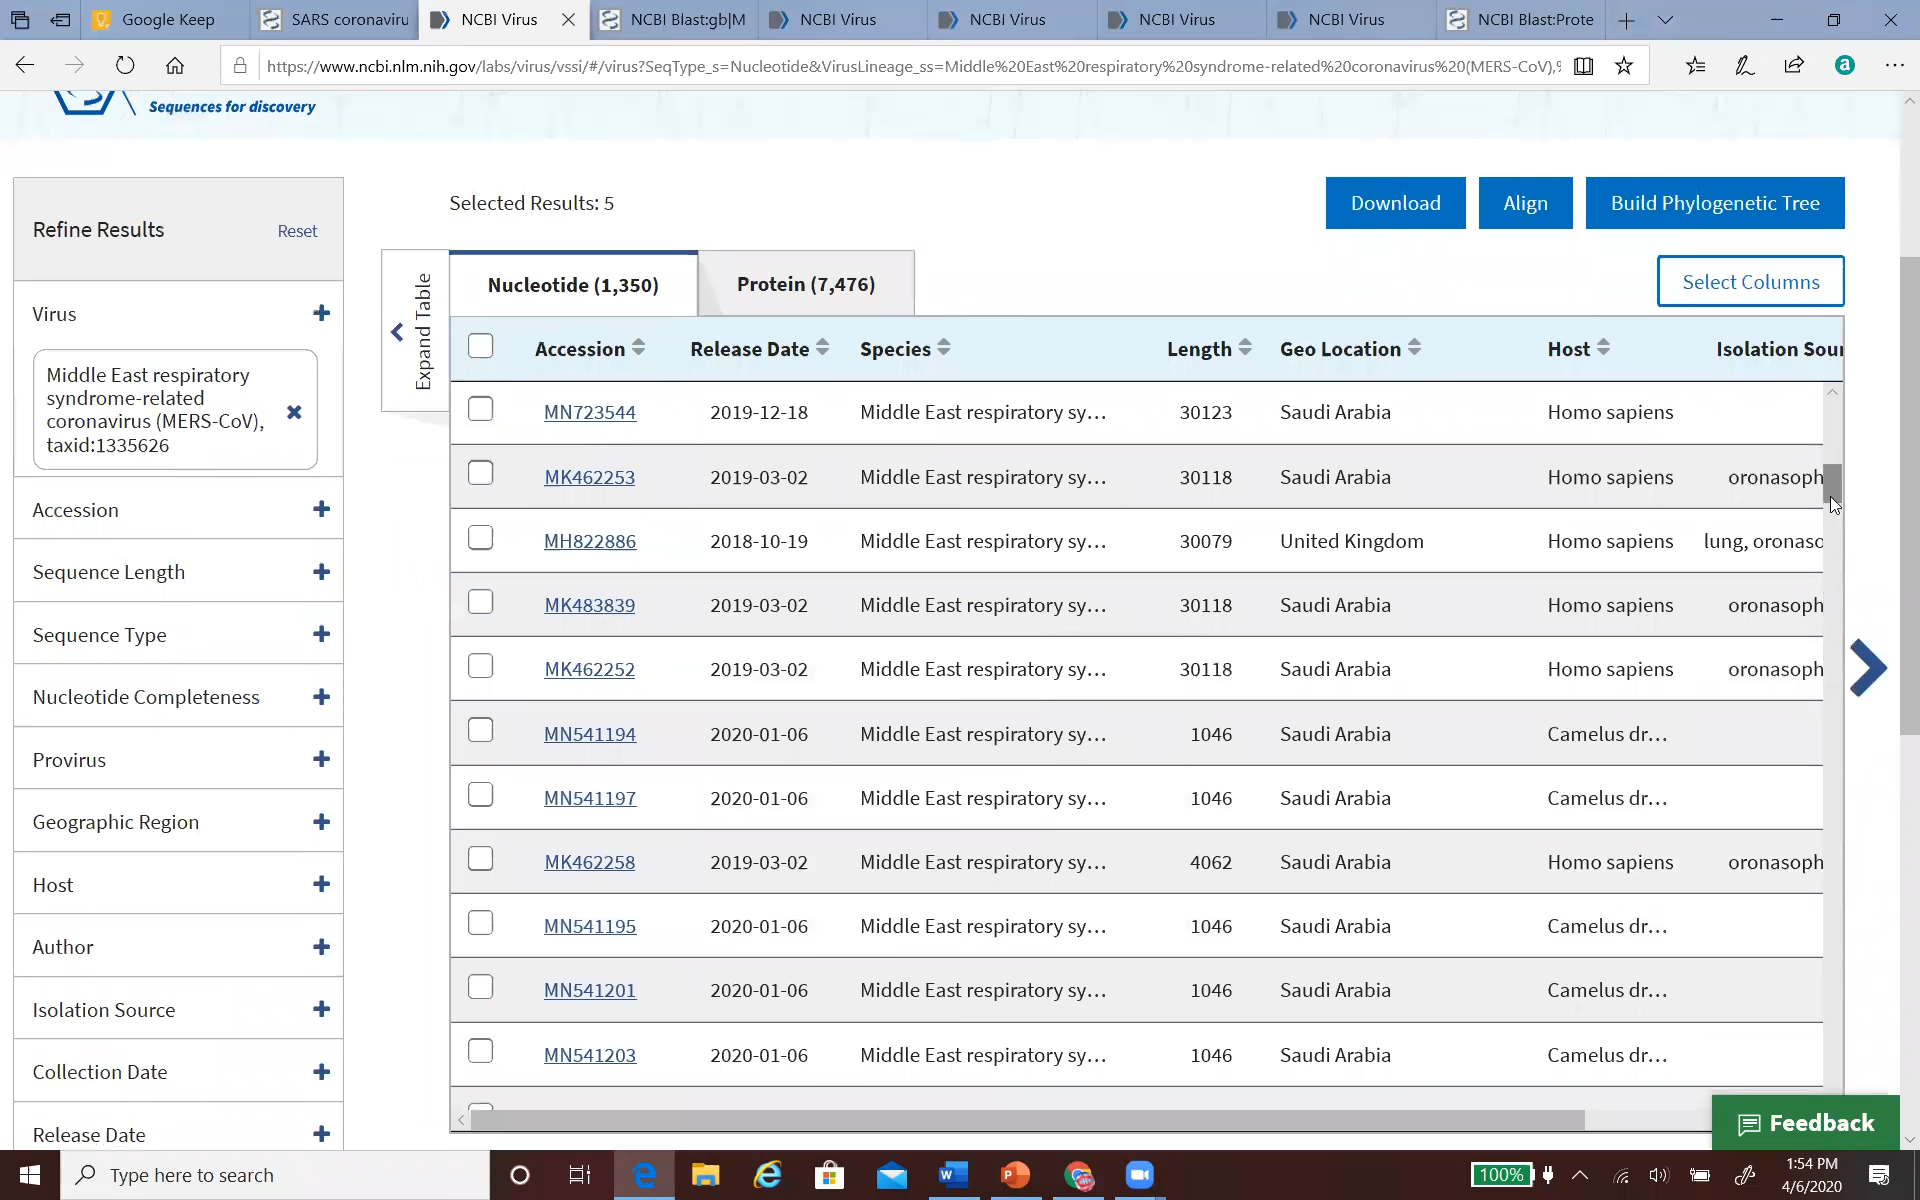 Google Keep
SARS coronaviru
NCBI Virus
NCBI Blast:gb|M
NCBI Virus
NCBI Virus
NCBI Virus
NCBI Virus
NCBI Blast:Prote
https://www.ncbi.nlm.nih.gov/labs/virus/vssi/#/virus?SeqType_s=Nucleotide&VirusLineage_ss=Middle%20East%20respiratory%20syndrome-related%20coronavirus%20(MERS-CoV),%
Sequences for discovery
Refine Results Reset
Virus
Middle East respiratory
syndrome-related
coronavirus (MERS-CoV),
taxid:1335626
Accession
Sequence Length
Sequence Type
Nucleotide Completeness
Provirus
Geographic Region
Host
Author
Isolation Source
Collection Date
Release Date
Selected Results: 5
Download Align Build Phylogenetic Tree
Expand Table
Nucleotide (1,350) Protein (7,476)
Select Columns
Accession Release Date Species Length Geo Location Host Isolation Sour
MN723544 2019-12-18 Middle East respiratory sy... 30123 Saudi Arabia Homo sapiens
MK462253 2019-03-02 Middle East respiratory sy... 30118 Saudi Arabia Homo sapiens oronasoph
MH822886 2018-10-19 Middle East respiratory sy... 30079 United Kingdom Homo sapiens lung, oronaso
MK483839 2019-03-02 Middle East respiratory sy... 30118 Saudi Arabia Homo sapiens oronasoph
MK462252 2019-03-02 Middle East respiratory sy... 30118 Saudi Arabia Homo sapiens oronasoph
MN541194 2020-01-06 Middle East respiratory sy... 1046 Saudi Arabia Camelus dr...
MN541197 2020-01-06 Middle East respiratory sy... 1046 Saudi Arabia Camelus dr...
MK462258 2019-03-02 Middle East respiratory sy... 4062 Saudi Arabia Homo sapiens oronasoph
MN541195 2020-01-06 Middle East respiratory sy... 1046 Saudi Arabia Camelus dr...
MN541201 2020-01-06 Middle East respiratory sy... 1046 Saudi Arabia Camelus dr...
MN541203 2020-01-06 Middle East respiratory sy... 1046 Saudi Arabia Camelus dr...
Feedback
Type here to search
100%
1:54 PM
4/6/2020